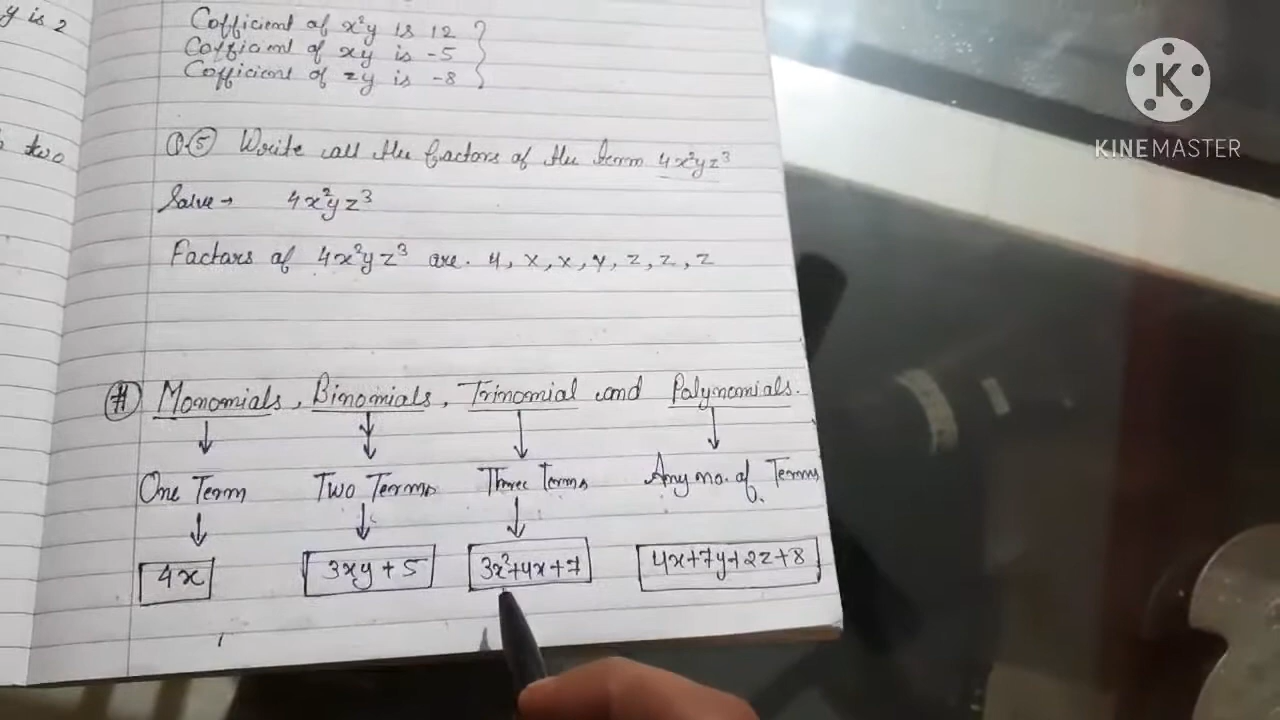 y is 2
two
Cofficient of x²y is 12
Cofficient of xy is -5
Cofficient of zy is -8
Q.5 Write all the factors of the term 4x²yz³
Solve → 4x²yz³
Factors of 4x²yz³ are. 4, x, x, y, z, z, z
# Monomials, Binomials, Trinomial and Polynomials.
One Term Two Terms Three Terms Any no. of Terms
4x 3xy + 5 3x²+4x+7 4x+7y+2z+8
K
KINEMASTER